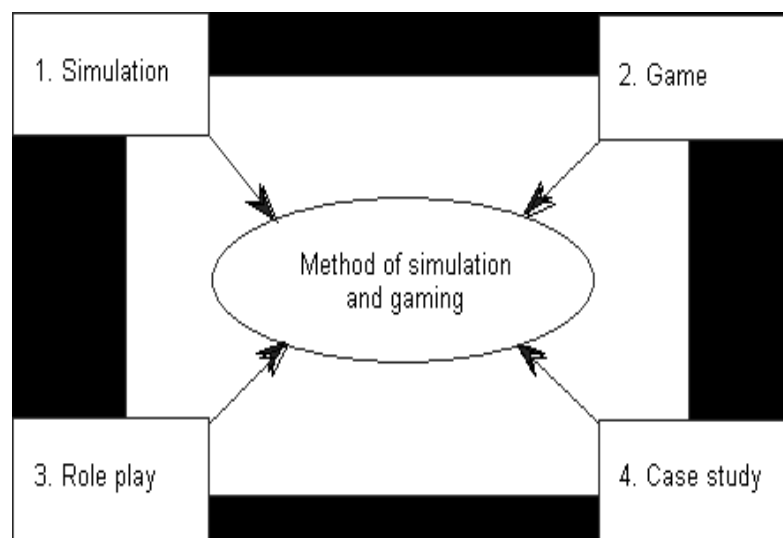 1. Simulation
2. Game
Method of simulation
and gaming
3. Role play
4. Case study